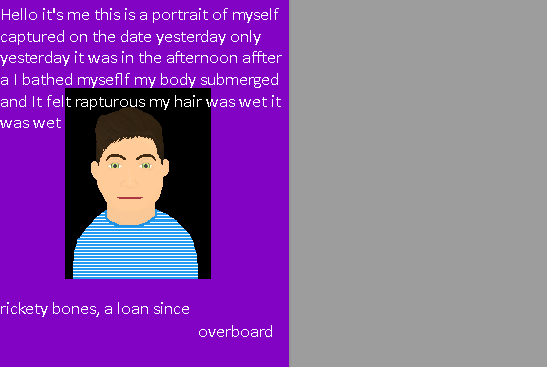 Hello it's me this is a portrait of myself
captured on the date yesterday only
yesterday it was in the afternoon affter
a I bathed myseflf my body submerged
and It felt rapturous my hair was wet it
was wet
rickety bones, a loan since
overboard